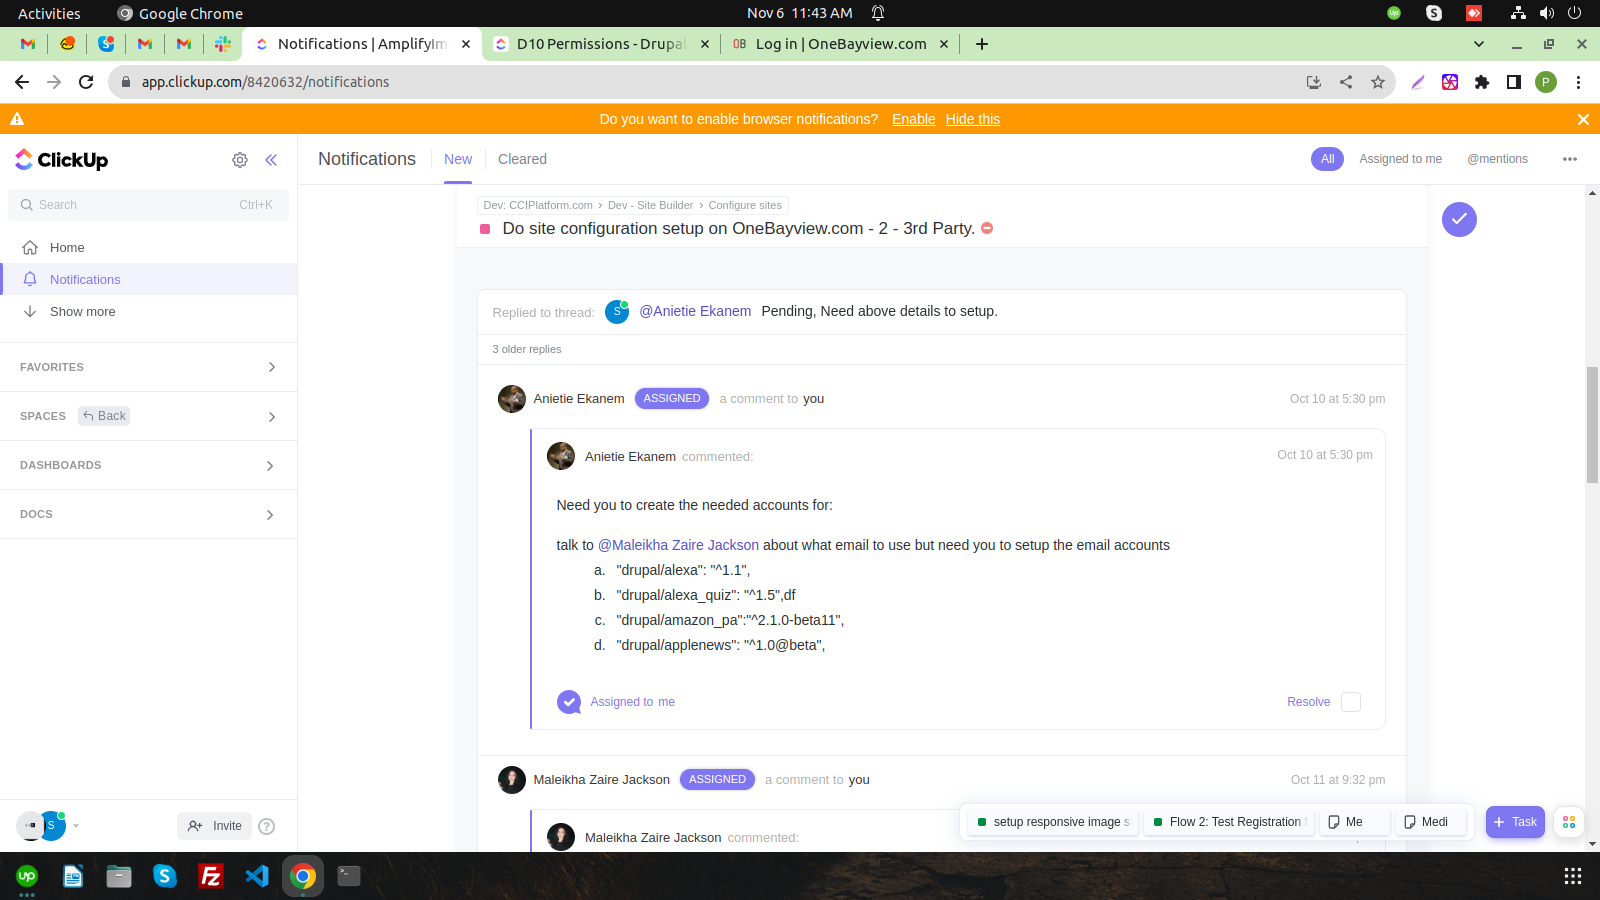 Activities
Google Chrome
Nov 6 11:43 AM
Notifications | AmplifyIm
D10 Permissions - Drupal
OB
Log in | OneBayview.com
app.clickup.com/8420632/notifications
P
Do you want to enable browser notifications? Enable Hide this
ClickUp
Notifications
New
Cleared
All
Assigned to me
@mentions
Search
Ctrl+K
Home
Notifications
Show more
FAVORITES
SPACES
Back
DASHBOARDS
DOCS
Dev: CCIPlatform.com > Dev - Site Builder > Configure sites
Do site configuration setup on OneBayview.com - 2 - 3rd Party.
Replied to thread: S @Anietie Ekanem Pending, Need above details to setup.
3 older replies
Anietie Ekanem ASSIGNED a comment to you
Oct 10 at 5:30 pm
Anietie Ekanem commented:
Oct 10 at 5:30 pm
Need you to create the needed accounts for:
talk to @Maleikha Zaire Jackson about what email to use but need you to setup the email accounts
a. "drupal/alexa": "^1.1",
b. "drupal/alexa_quiz": "^1.5",df
c. "drupal/amazon_pa":"^2.1.0-beta11",
d. "drupal/applenews": "^1.0@beta",
Assigned to me
Resolve
Maleikha Zaire Jackson ASSIGNED a comment to you
Oct 11 at 9:32 pm
Maleikha Zaire Jackson commented:
S
Invite
setup responsive image s
Flow 2: Test Registration
Me
Medi
Task